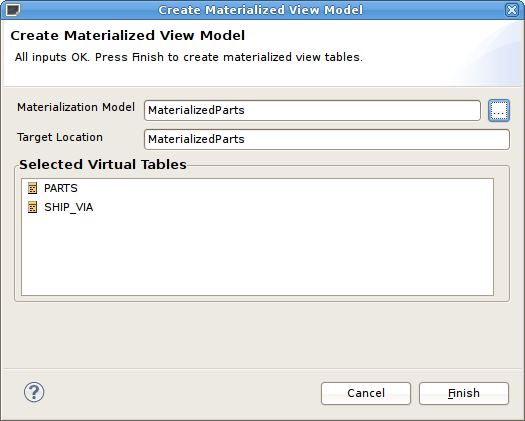 Create Materialized View Model
Create Materialized View Model
All inputs OK. Press Finish to create materialized view tables.
Materialization Model MaterializedParts ...
Target Location MaterializedParts
Selected Virtual Tables
PARTS
SHIP_VIA
? Cancel Finish